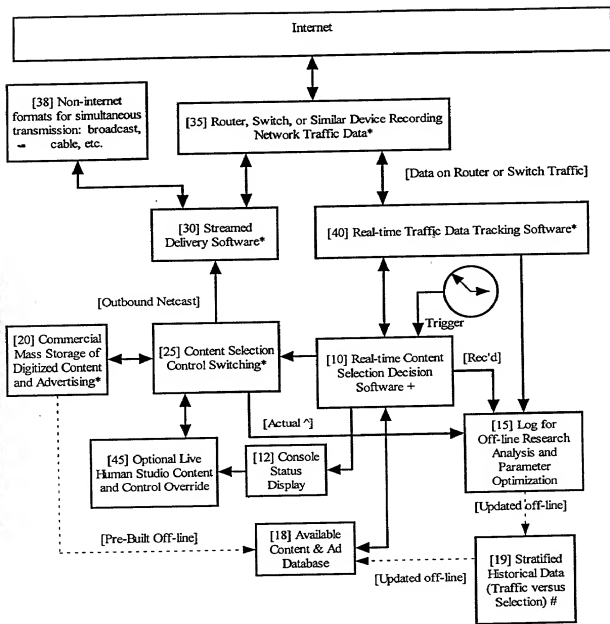 Internet
[38] Non-internet
formats for simultaneous
transmission: broadcast,
cable, etc.
[35] Router, Switch, or Similar Device Recording
Network Traffic Data*
[Data on Router or Switch Traffic]
[30] Streamed
Delivery Software*
[40] Real-time Traffic Data Tracking Software*
[Outbound Netcast]
Trigger
[20] Commercial
Mass Storage of
Digitized Content
and Advertising*
[25] Content Selection
Control Switching*
[10] Real-time Content
Selection Decision
Software +
[Rec'd]
[Actual ^]
[15] Log for
Off-line Research
Analysis and
Parameter
Optimization
[45] Optional Live
Human Studio Content
and Control Override
[12] Console
Status
Display
[Updated off-line]
[Pre-Built Off-line]
[18] Available
Content & Ad
Database
[Updated off-line]
[19] Stratified
Historical Data
(Traffic versus
Selection) #